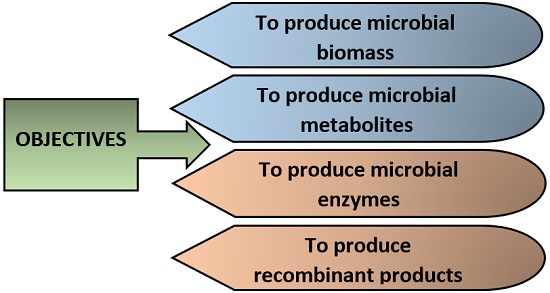 OBJECTIVES
To produce microbial
biomass
To produce microbial
metabolites
To produce microbial
enzymes
To produce
recombinant products